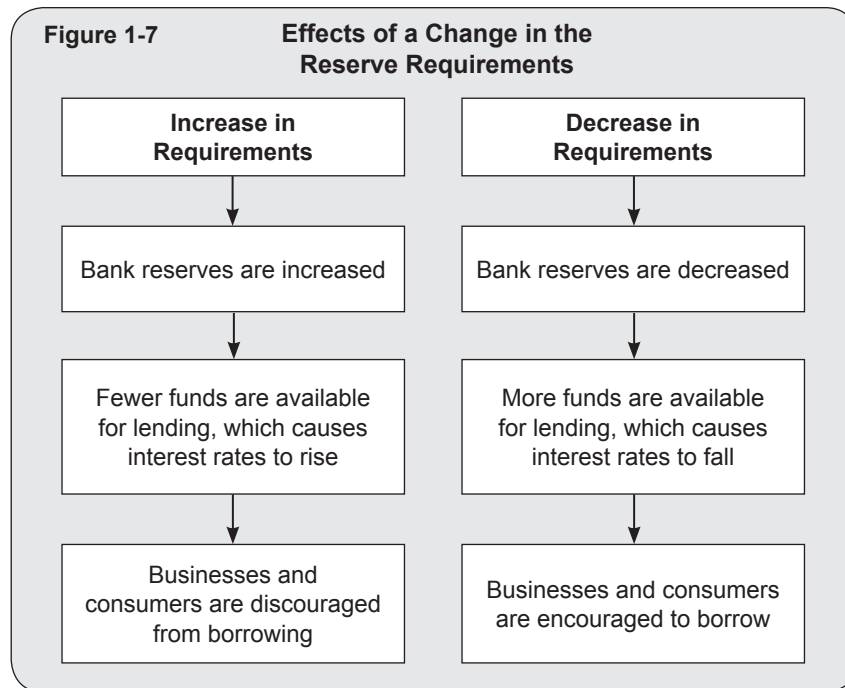 Figure 1-7
Effects of a Change in the
Reserve Requirements
Increase in
Requirements
Bank reserves are increased
Fewer funds are available
for lending, which causes
interest rates to rise
Businesses and
consumers are discouraged
from borrowing
Decrease in
Requirements
Bank reserves are decreased
More funds are available
for lending, which causes
interest rates to fall
Businesses and consumers
are encouraged to borrow